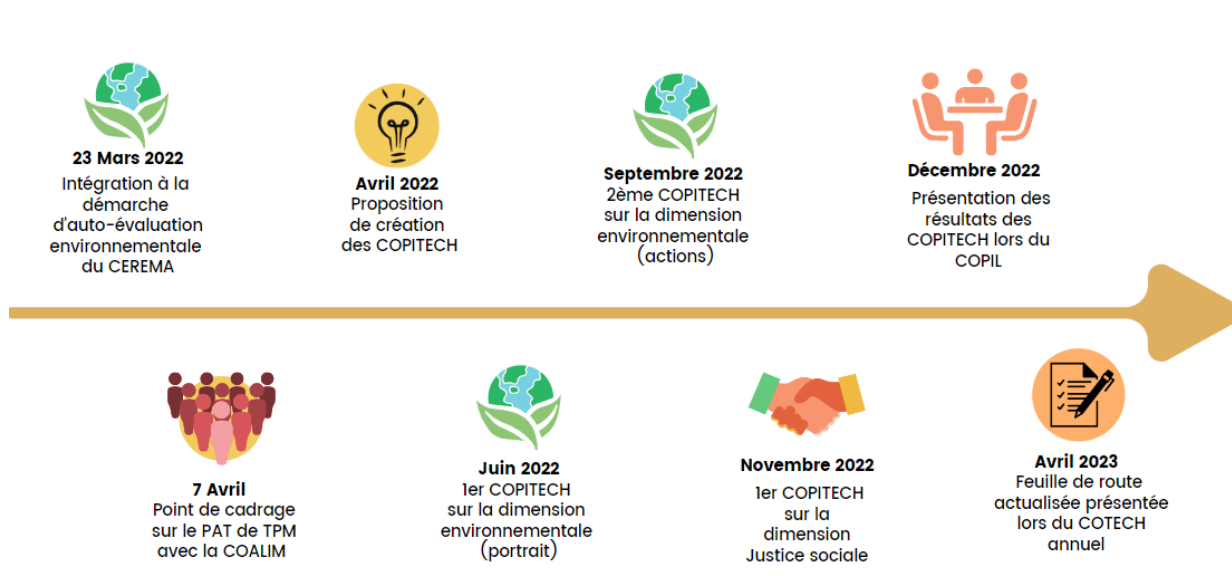 23 Mars 2022
Intégration à la
démarche
d'auto-évaluation
environnementale
du CEREMA
Avril 2022
Proposition
de création
des COPITECH
Septembre 2022
2ème COPITECH
sur la dimension
environnementale
(actions)
Décembre 2022
Présentation des
résultats des
COPITECH lors du
COPIL
7 Avril
Point de cadrage
sur le PAT de TPM
avec la COALIM
Juin 2022
1er COPITECH
sur la dimension
environnementale
(portrait)
Novembre 2022
1er COPITECH
sur la
dimension
Justice sociale
Avril 2023
Feuille de route
actualisée présentée
lors du COTECH
annuel